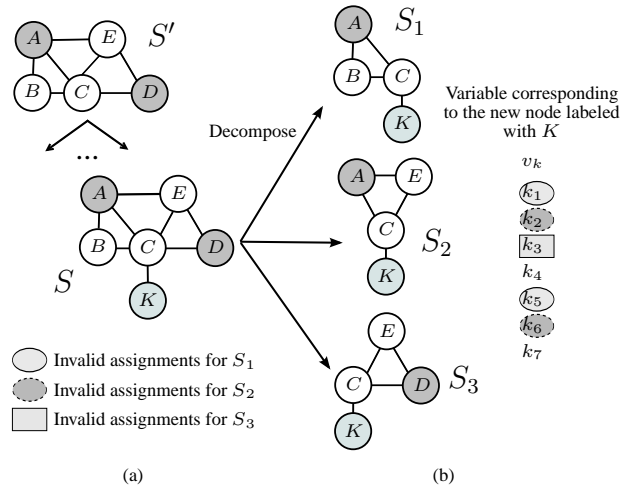 A
E
S′
B
C
D
...
A
E
B
C
D
S
K
Invalid assignments for S₁
Invalid assignments for S₂
Invalid assignments for S₃
(a)
Decompose
A
S₁
B
C
K
A
E
C
S₂
K
E
C
D
S₃
K
Variable corresponding
to the new node labeled
with K
vₖ
k₁
k₂
k₃
k₄
k₅
k₆
k₇
(b)